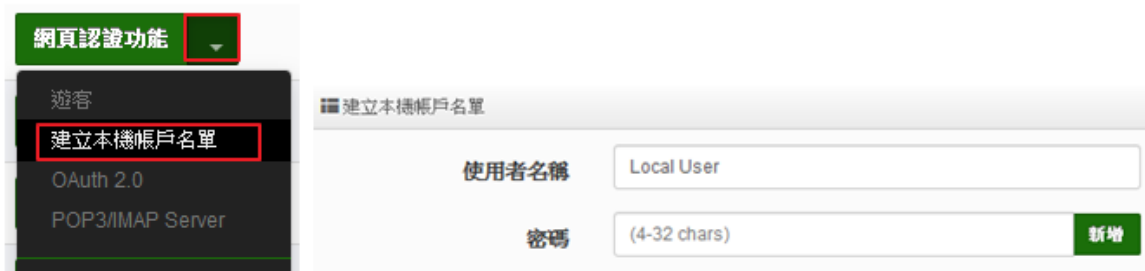 網頁認證功能
遊客
建立本機帳戶名單
OAuth 2.0
POP3/IMAP Server
建立本機帳戶名單
使用者名稱 Local User
密碼 (4-32 chars) 新增